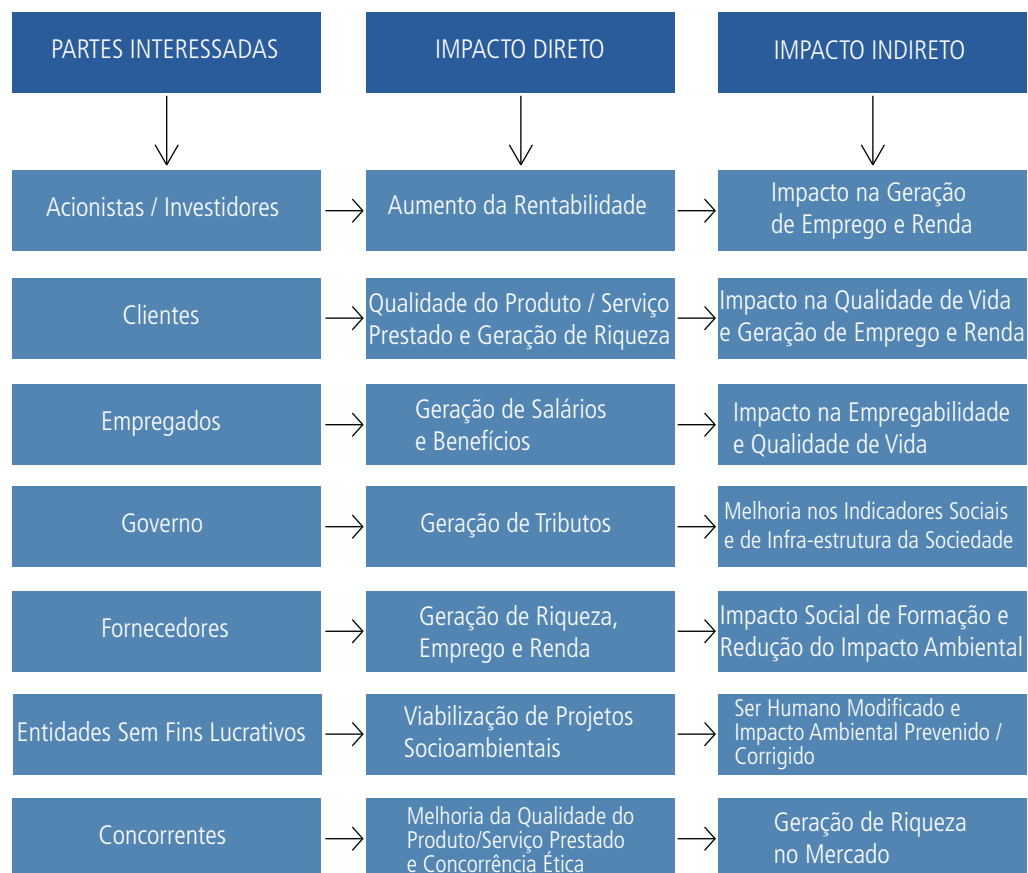 PARTES INTERESSADAS
IMPACTO DIRETO
IMPACTO INDIRETO
Acionistas / Investidores
Aumento da Rentabilidade
Impacto na Geração
de Emprego e Renda
Clientes
Qualidade do Produto / Serviço
Prestado e Geração de Riqueza
Impacto na Qualidade de Vida
e Geração de Emprego e Renda
Empregados
Geração de Salários
e Benefícios
Impacto na Empregabilidade
e Qualidade de Vida
Governo
Geração de Tributos
Melhoria nos Indicadores Sociais
e de Infra-estrutura da Sociedade
Fornecedores
Geração de Riqueza,
Emprego e Renda
Impacto Social de Formação e
Redução do Impacto Ambiental
Entidades Sem Fins Lucrativos
Viabilização de Projetos
Socioambientais
Ser Humano Modificado e
Impacto Ambiental Prevenido /
Corrigido
Concorrentes
Melhoria da Qualidade do
Produto/Serviço Prestado
e Concorrência Ética
Geração de Riqueza
no Mercado